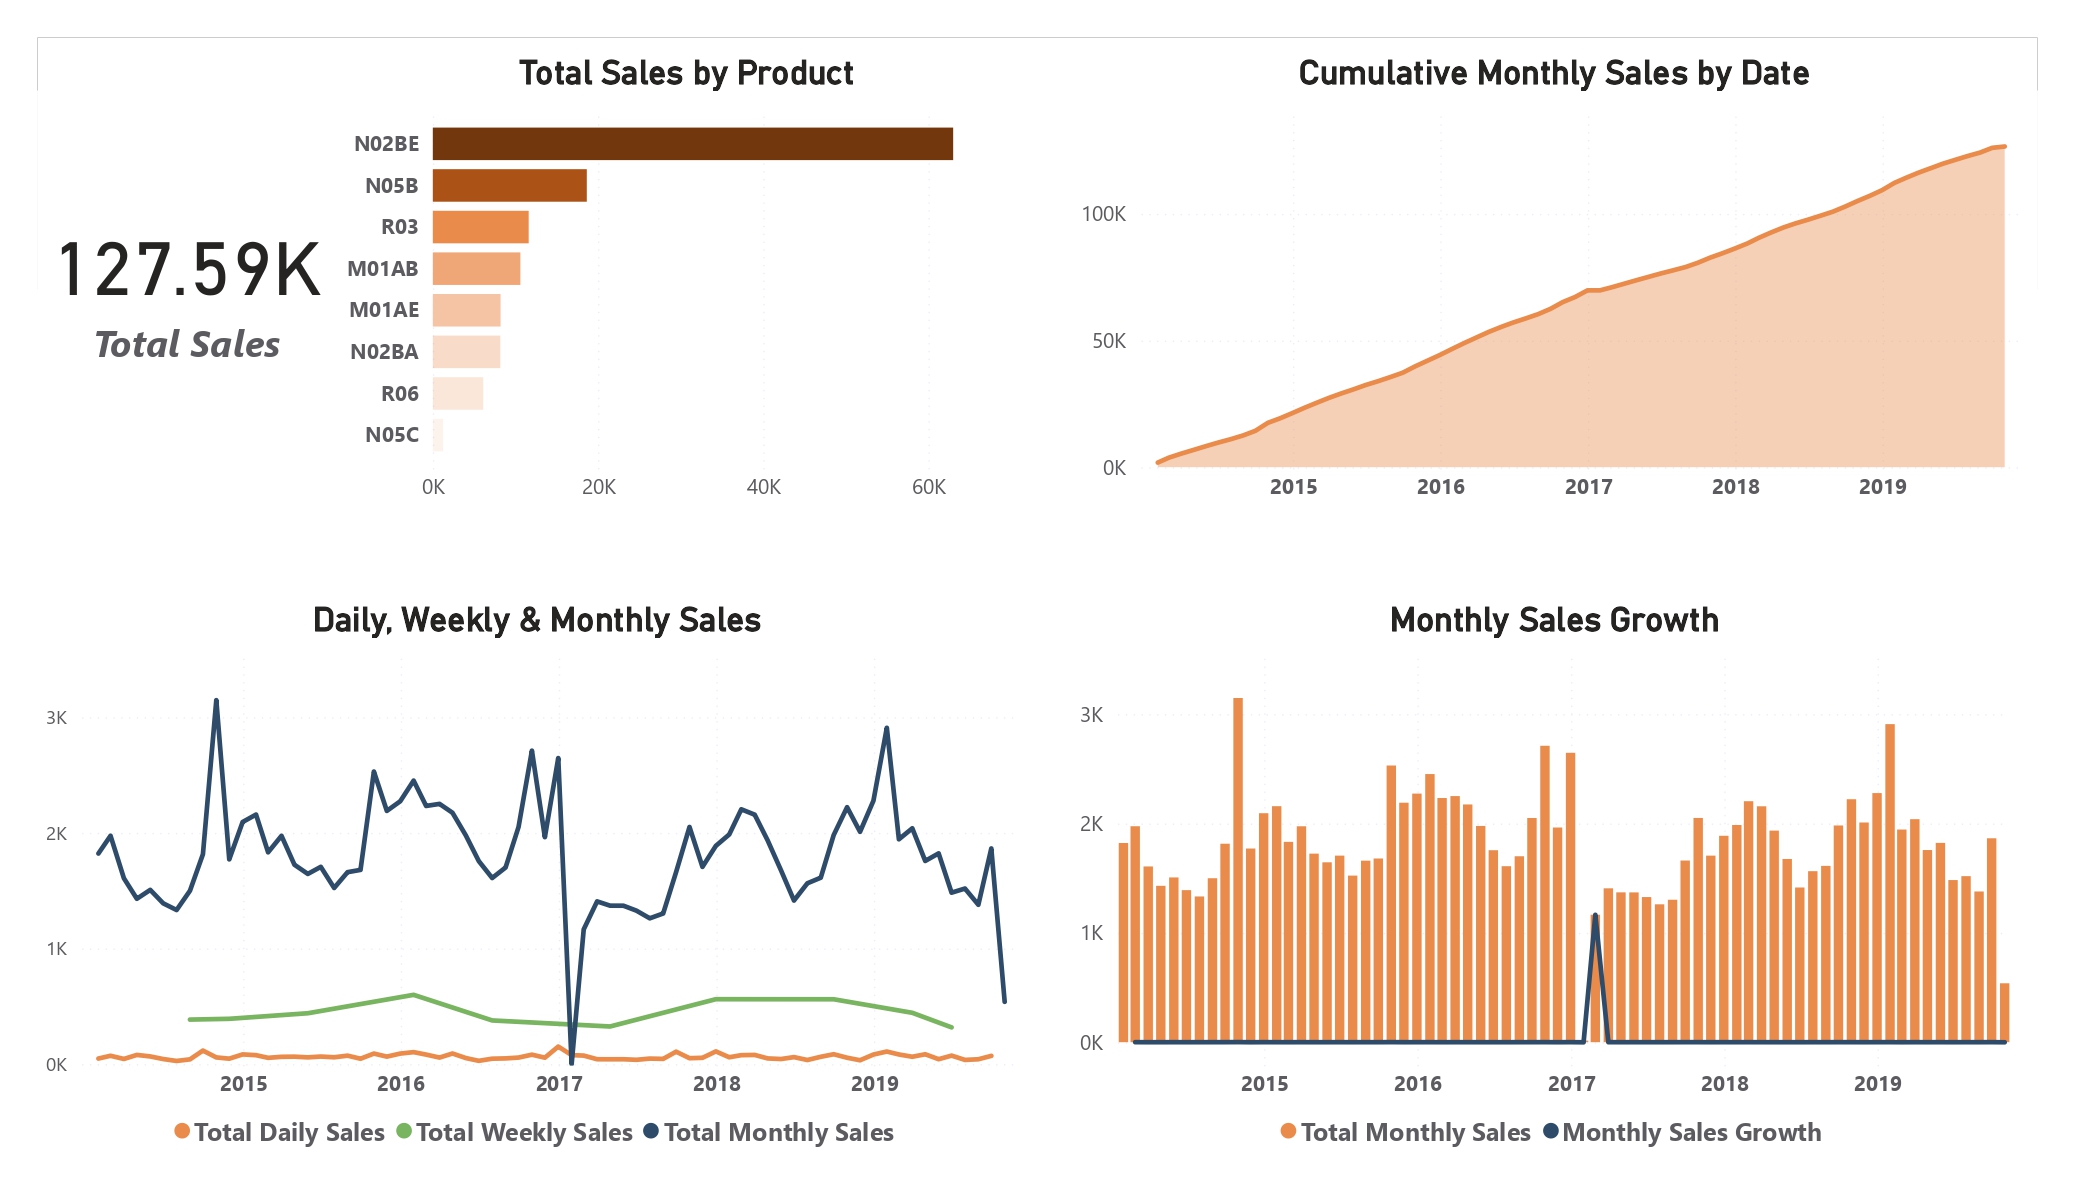 Total Sales by Product
127.59K
Total Sales
N02BE
N05B
R03
M01AB
M01AE
N02BA
R06
N05C
0K 20K 40K 60K
Cumulative Monthly Sales by Date
100K
50K
0K
2015 2016 2017 2018 2019
Daily, Weekly & Monthly Sales
3K
2K
1K
0K
2015 2016 2017 2018 2019
Total Daily Sales Total Weekly Sales Total Monthly Sales
Monthly Sales Growth
3K
2K
1K
0K
2015 2016 2017 2018 2019
Total Monthly Sales Monthly Sales Growth